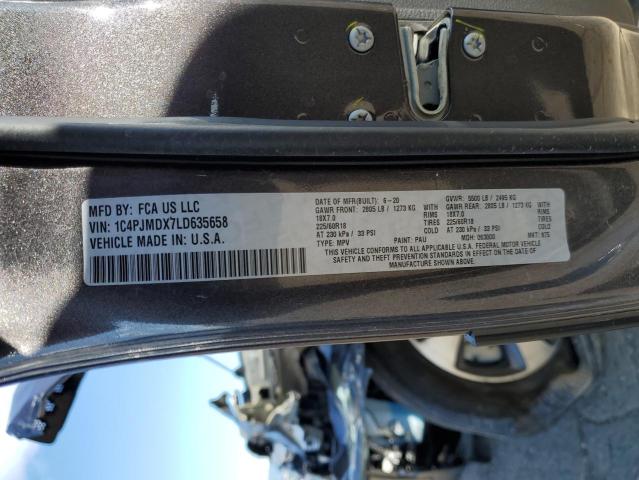 MFD BY: FCA US LLC
VIN: 1C4PJMDX7LD635658
VEHICLE MADE IN: U.S.A.
DATE OF MFR(BUILT): 6-20
GVWR: 5500 LB / 2495 KG
GAWR FRONT: 2805 LB / 1273 KG WITH GAWR REAR: 2805 LB / 1273 KG WITH
18X7.0 RIMS 18X7.0 RIMS
225/60R18 TIRES 225/60R18 TIRES
AT 230 kPa / 33 PSI COLD AT 230 kPa / 33 PSI COLD
TYPE: MPV PAINT: PAU MDH: MKT:
THIS VEHICLE CONFORMS TO ALL APPLICABLE U.S.A. FEDERAL MOTOR VEHICLE
SAFETY AND THEFT PREVENTION STANDARDS IN EFFECT ON THE DATE OF
MANUFACTURE SHOWN ABOVE.